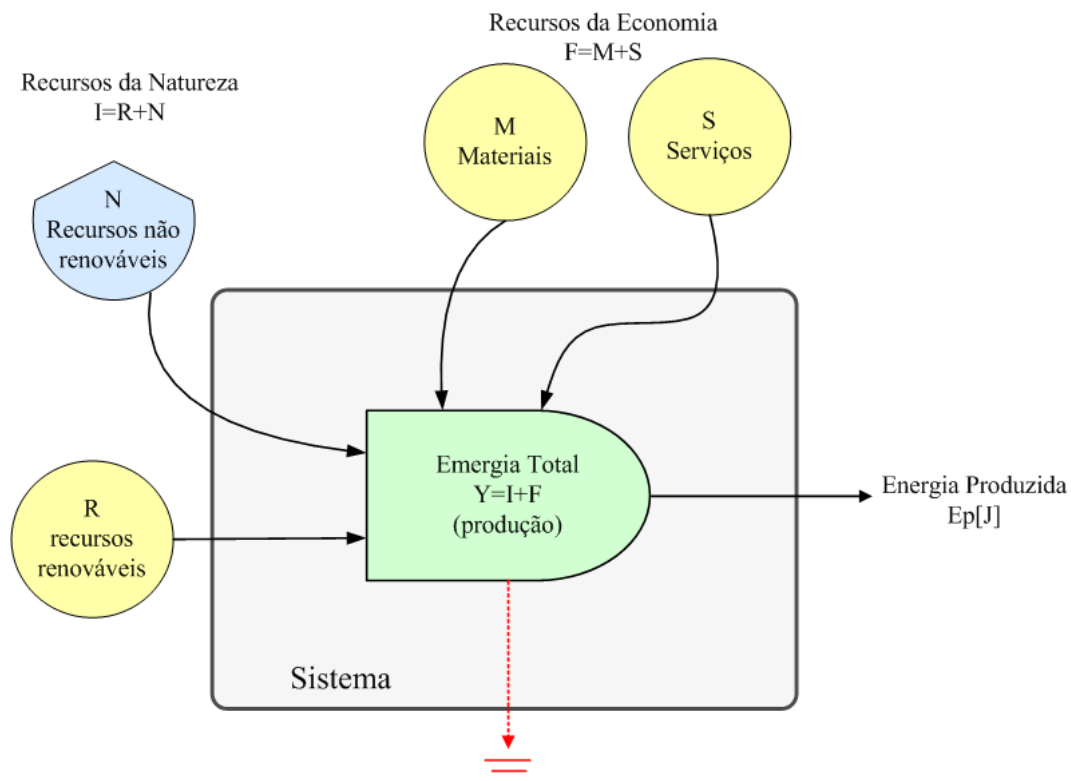 Recursos da Economia
F=M+S
Recursos da Natureza
I=R+N
M
Materiais
S
Serviços
N
Recursos não
renováveis
Emergia Total
Y=I+F
(produção)
Energia Produzida
Ep[J]
R
recursos
renováveis
Sistema